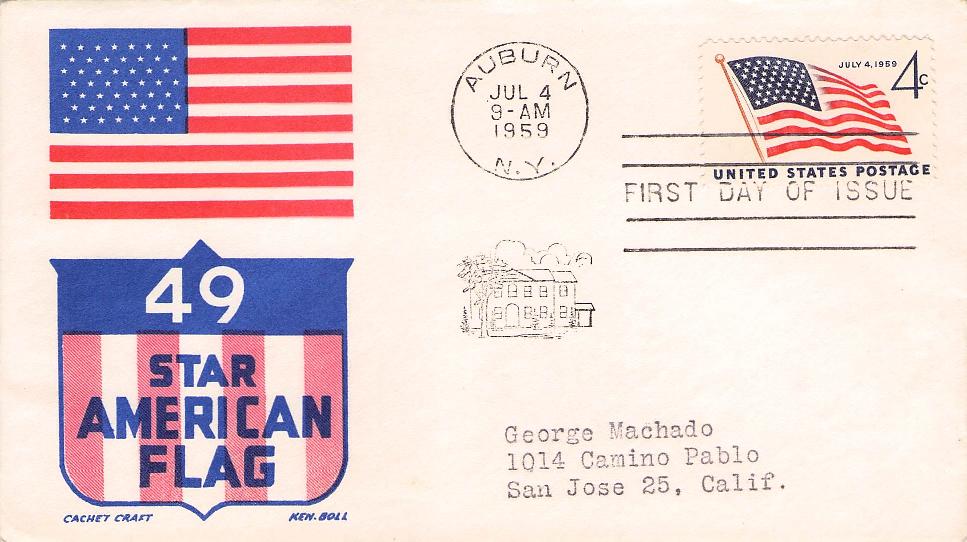 49
STAR
AMERICAN
FLAG
CACHET CRAFT
KEN. BOLL
AUBURN
JUL 4
9-AM
1959
N.Y.
JULY 4, 1959
4c
UNITED STATES POSTAGE
FIRST DAY OF ISSUE
George Machado
1014 Camino Pablo
San Jose 25, Calif.